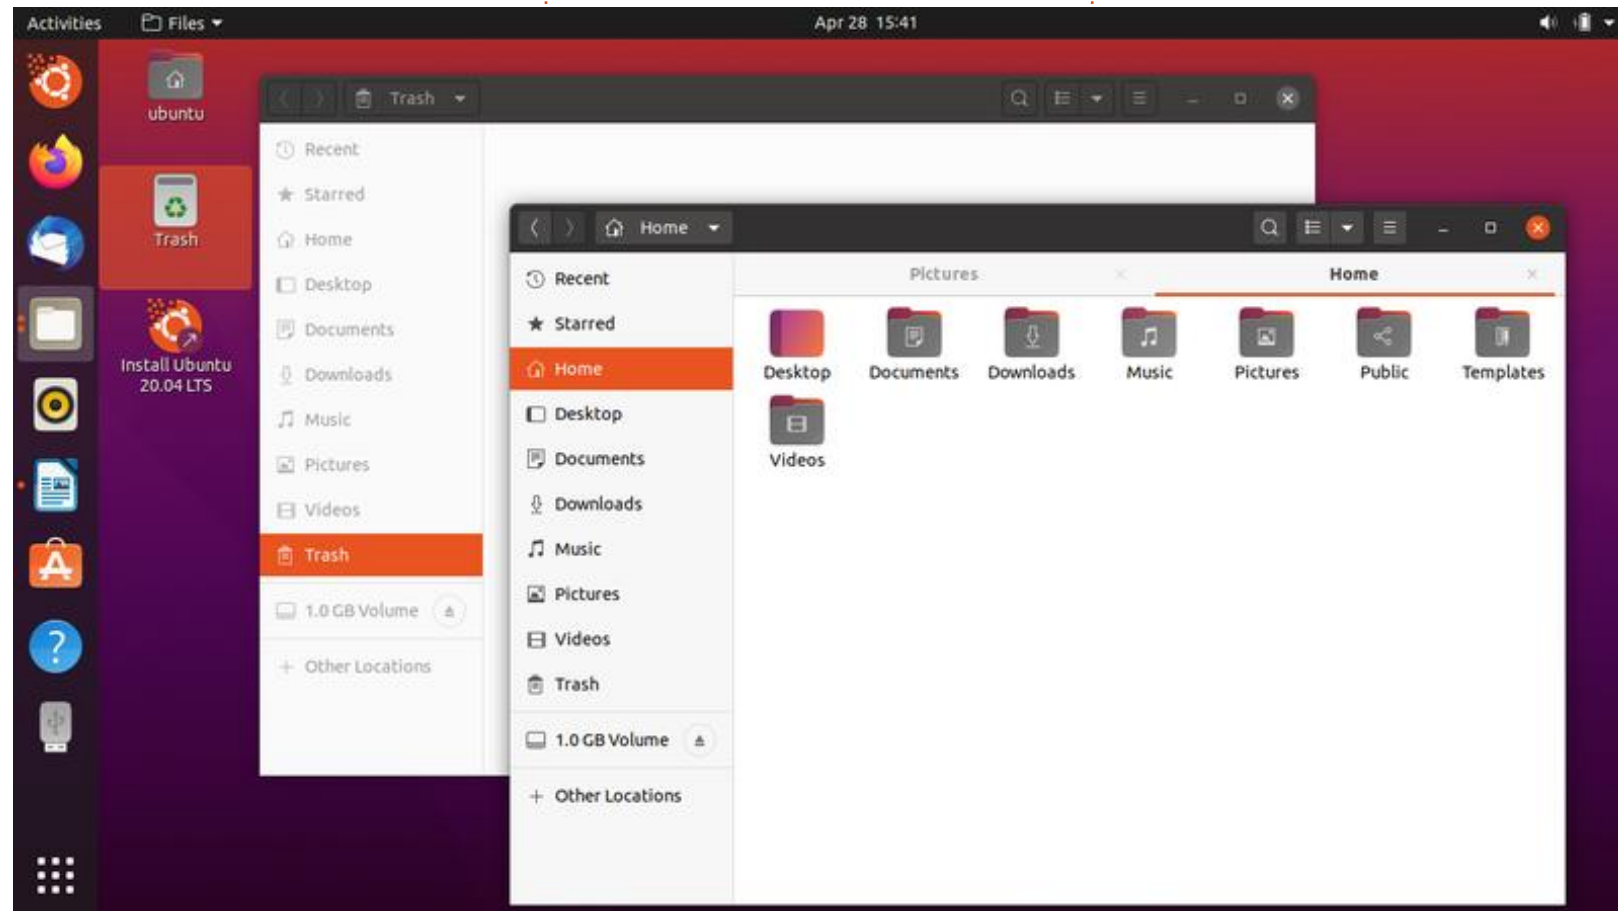 Activities Files Apr 28 15:41
ubuntu
Trash
Install Ubuntu
20.04 LTS
Trash
Recent
Starred
Home
Desktop
Documents
Downloads
Music
Pictures
Videos
Trash
1.0 GB Volume
Other Locations
Home
Recent
Starred
Home
Desktop
Documents
Downloads
Music
Pictures
Videos
Trash
1.0 GB Volume
Other Locations
Pictures Home
Desktop Documents Downloads Music Pictures Public Templates
Videos